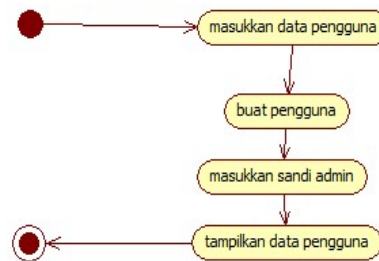 masukkan data pengguna
buat pengguna
masukkan sandi admin
tampilkan data pengguna